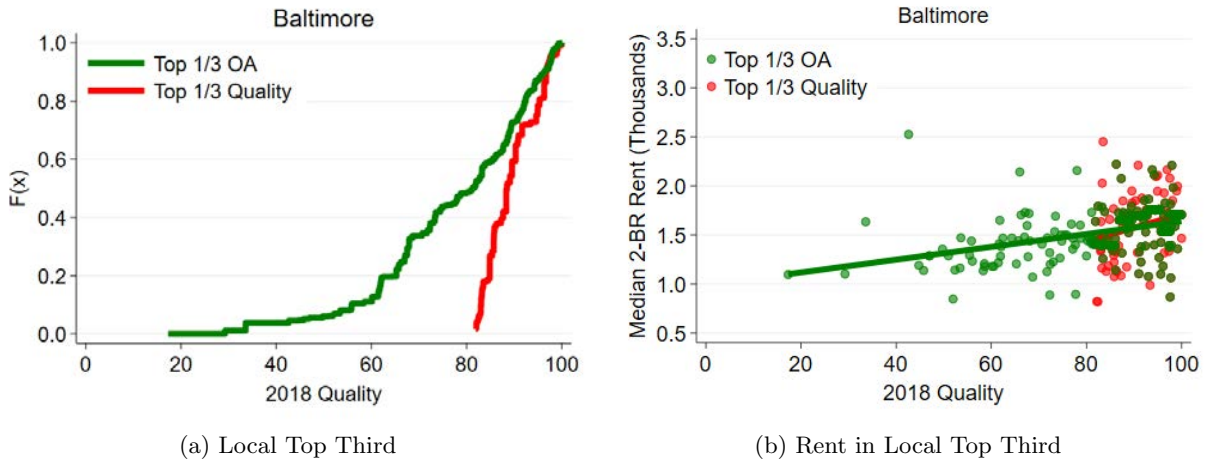 Baltimore
Top 1/3 OA
Top 1/3 Quality
F(x)
1.0
0.8
0.6
0.4
0.2
0.0
0 20 40 60 80 100
2018 Quality
(a) Local Top Third
Baltimore
Top 1/3 OA
Top 1/3 Quality
Median 2-BR Rent (Thousands)
3.5
3.0
2.5
2.0
1.5
1.0
0.5
0 20 40 60 80 100
2018 Quality
(b) Rent in Local Top Third